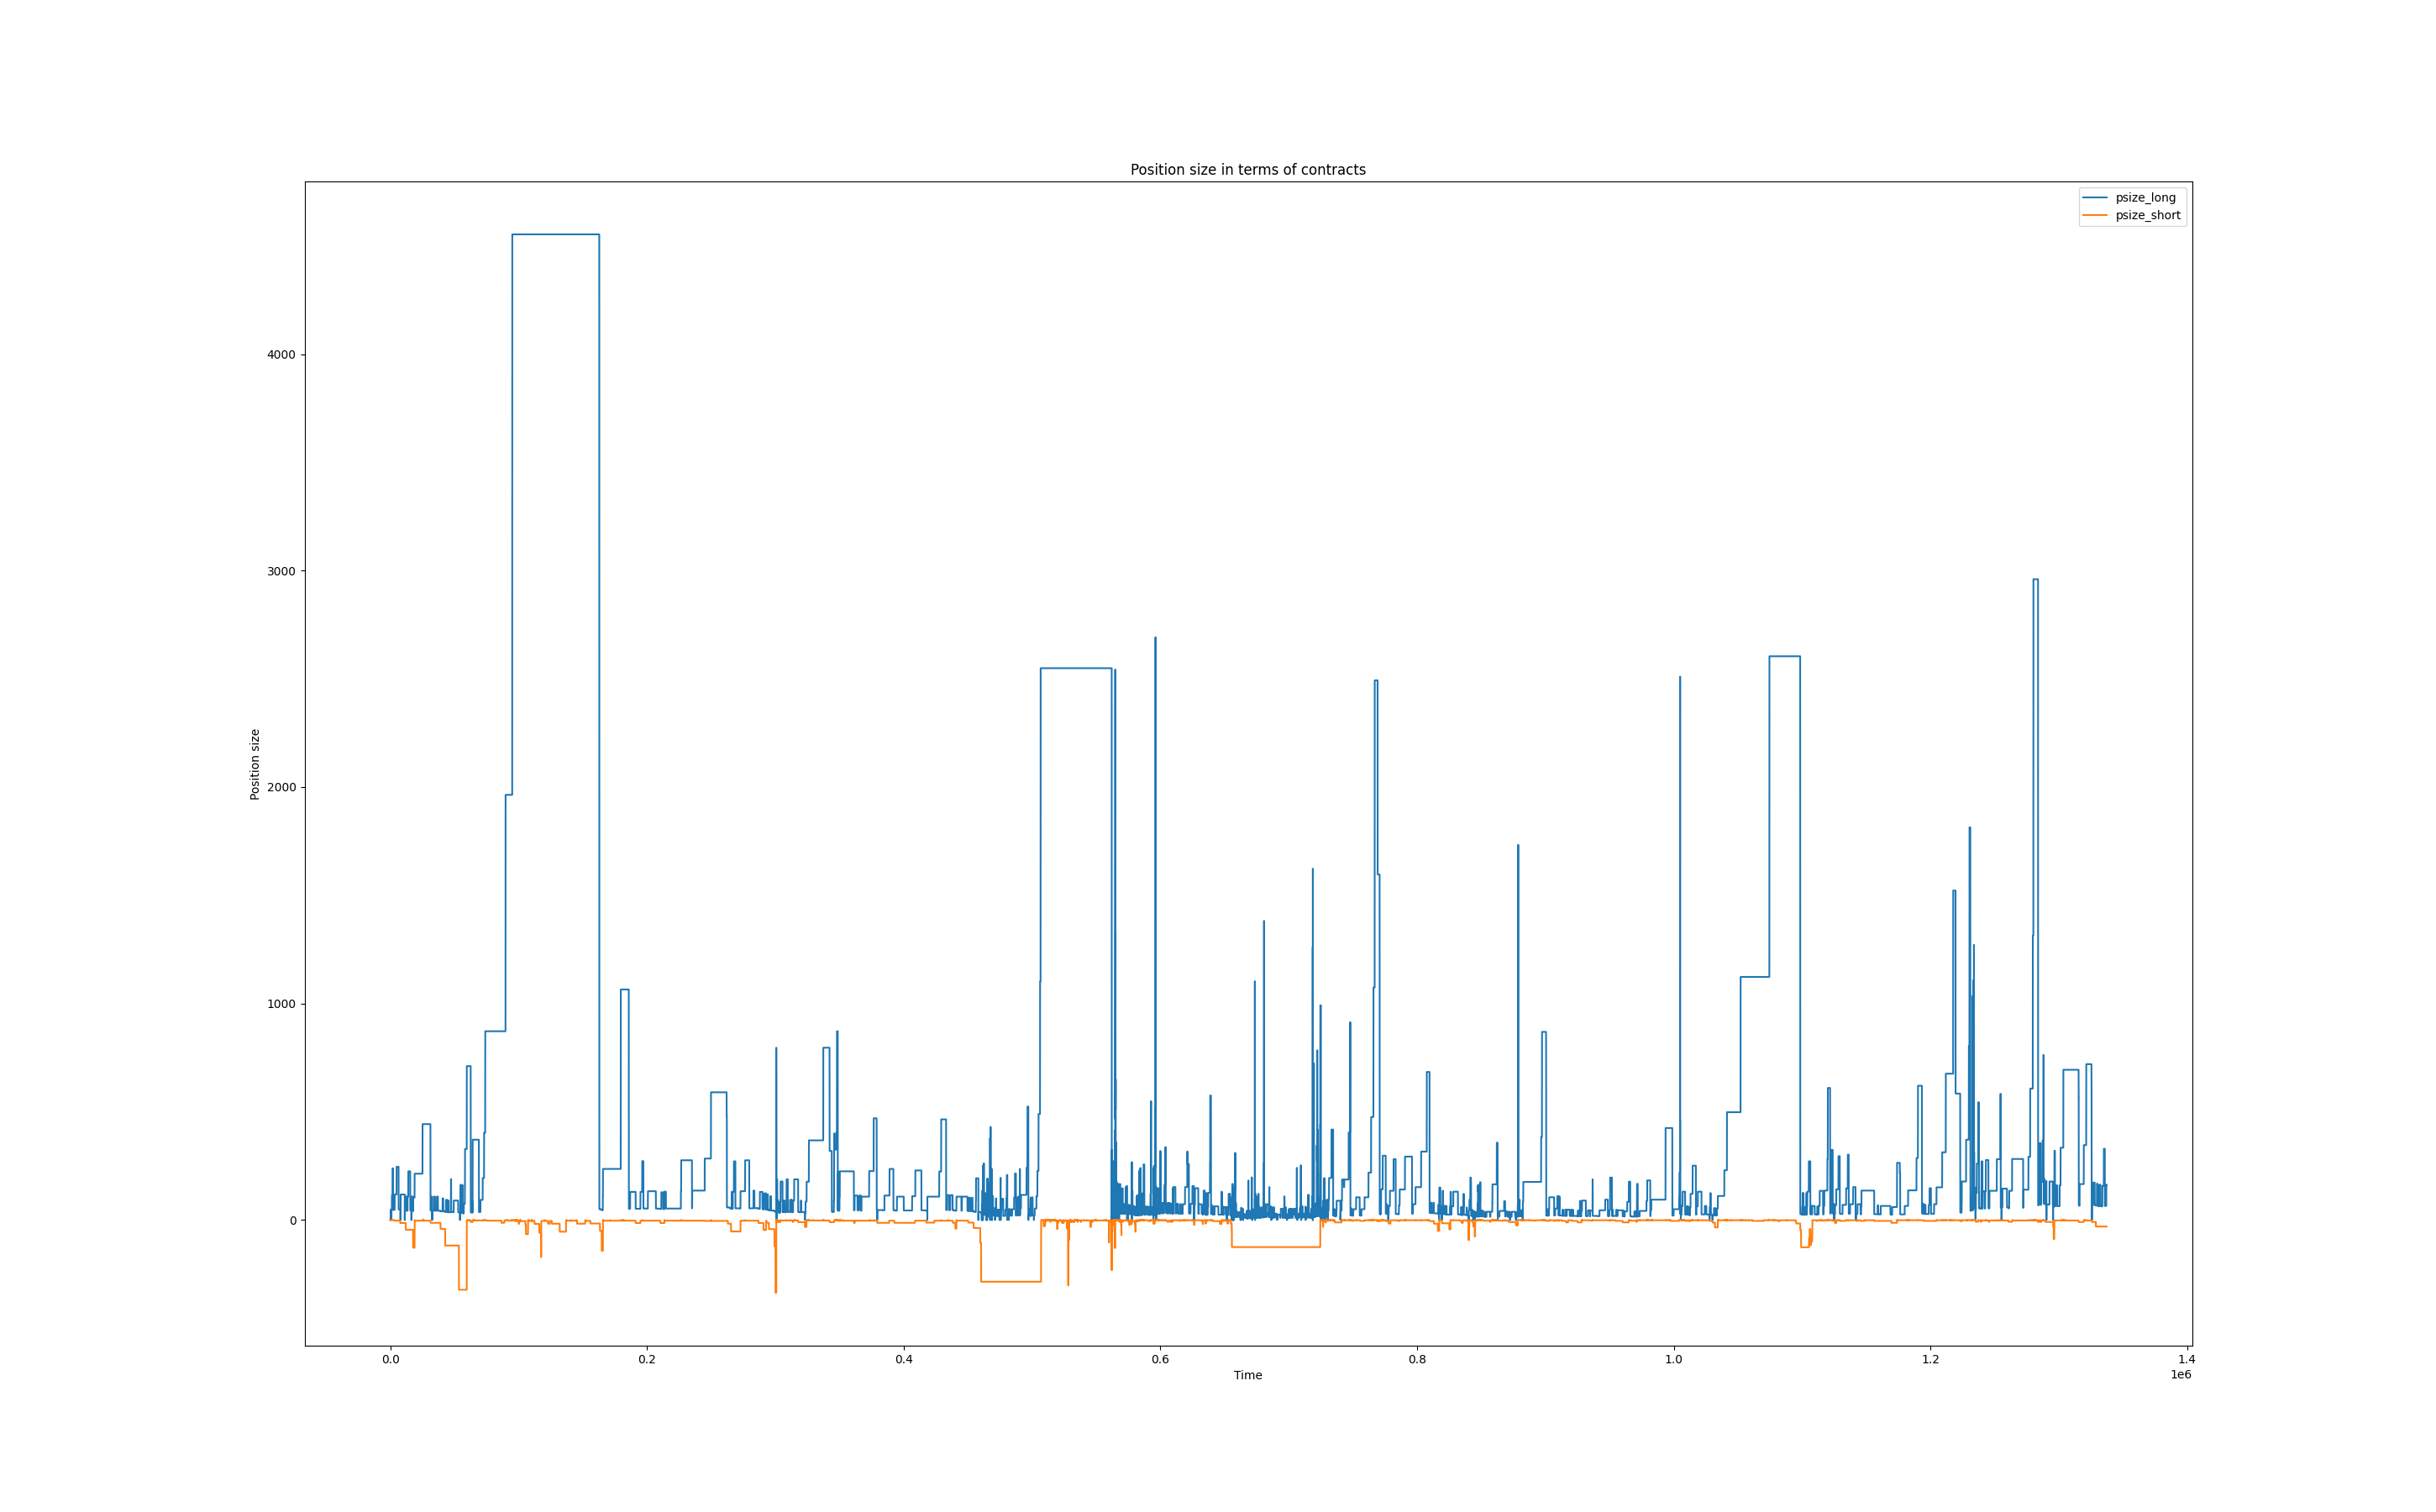 Position size in terms of contracts
psize_long
psize_short
4000
3000
2000
1000
0
Position size
0.0
0.2
0.4
0.6
0.8
1.0
1.2
1.4
Time
1e6